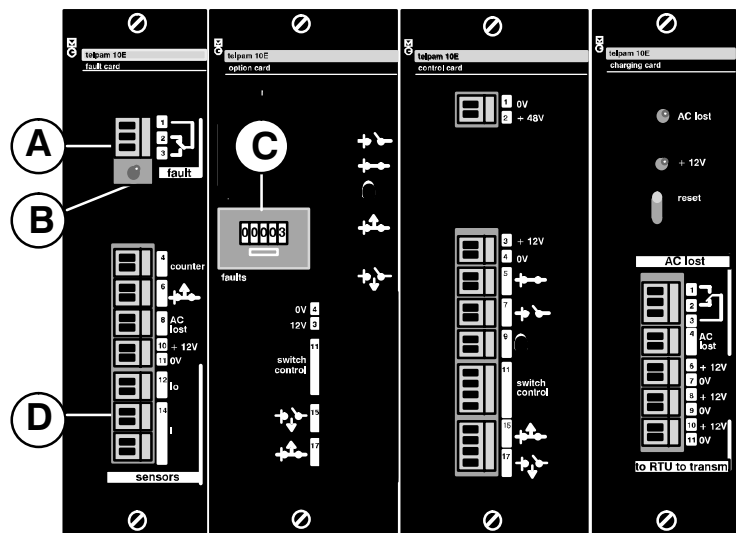 telpam 10E
fault card
A
1
2
3
fault
B
4
counter
6
8
AC
lost
10
+ 12V
11
0V
12
Io
D
14
I
sensors
telpam 10E
option card
C
00003
faults
0V 4
12V 3
11
switch
control
15
17
telpam 10E
control card
1
0V
2
+ 48V
3
+ 12V
4
0V
5
7
9
11
switch
control
15
17
telpam 10E
charging card
AC lost
+ 12V
reset
AC lost
1
2
3
4
AC
lost
6
+ 12V
7
0V
8
+ 12V
9
0V
10
+ 12V
11
0V
to RTU to transm